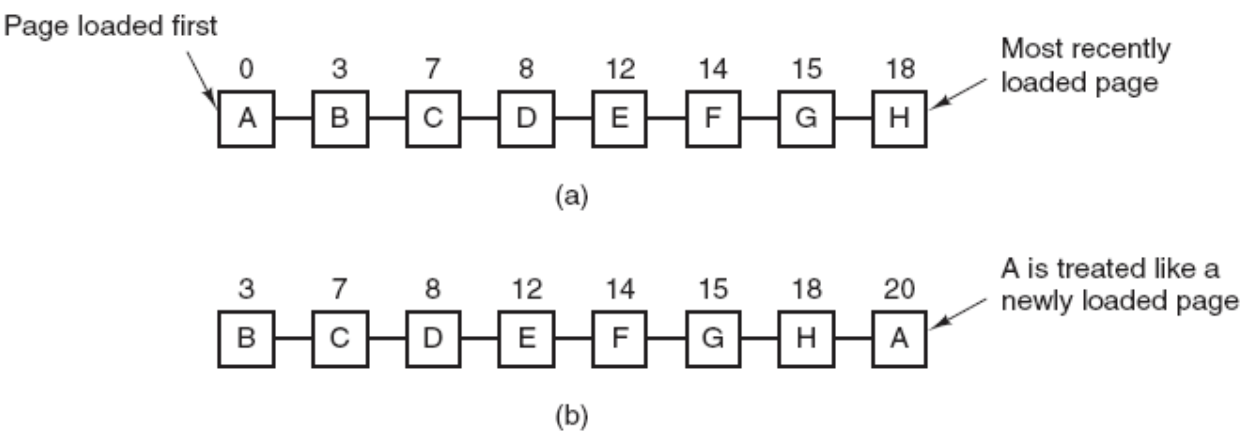 Page loaded first
Most recently
loaded page
0 3 7 8 12 14 15 18
A B C D E F G H
(a)
A is treated like a
newly loaded page
3 7 8 12 14 15 18 20
B C D E F G H A
(b)